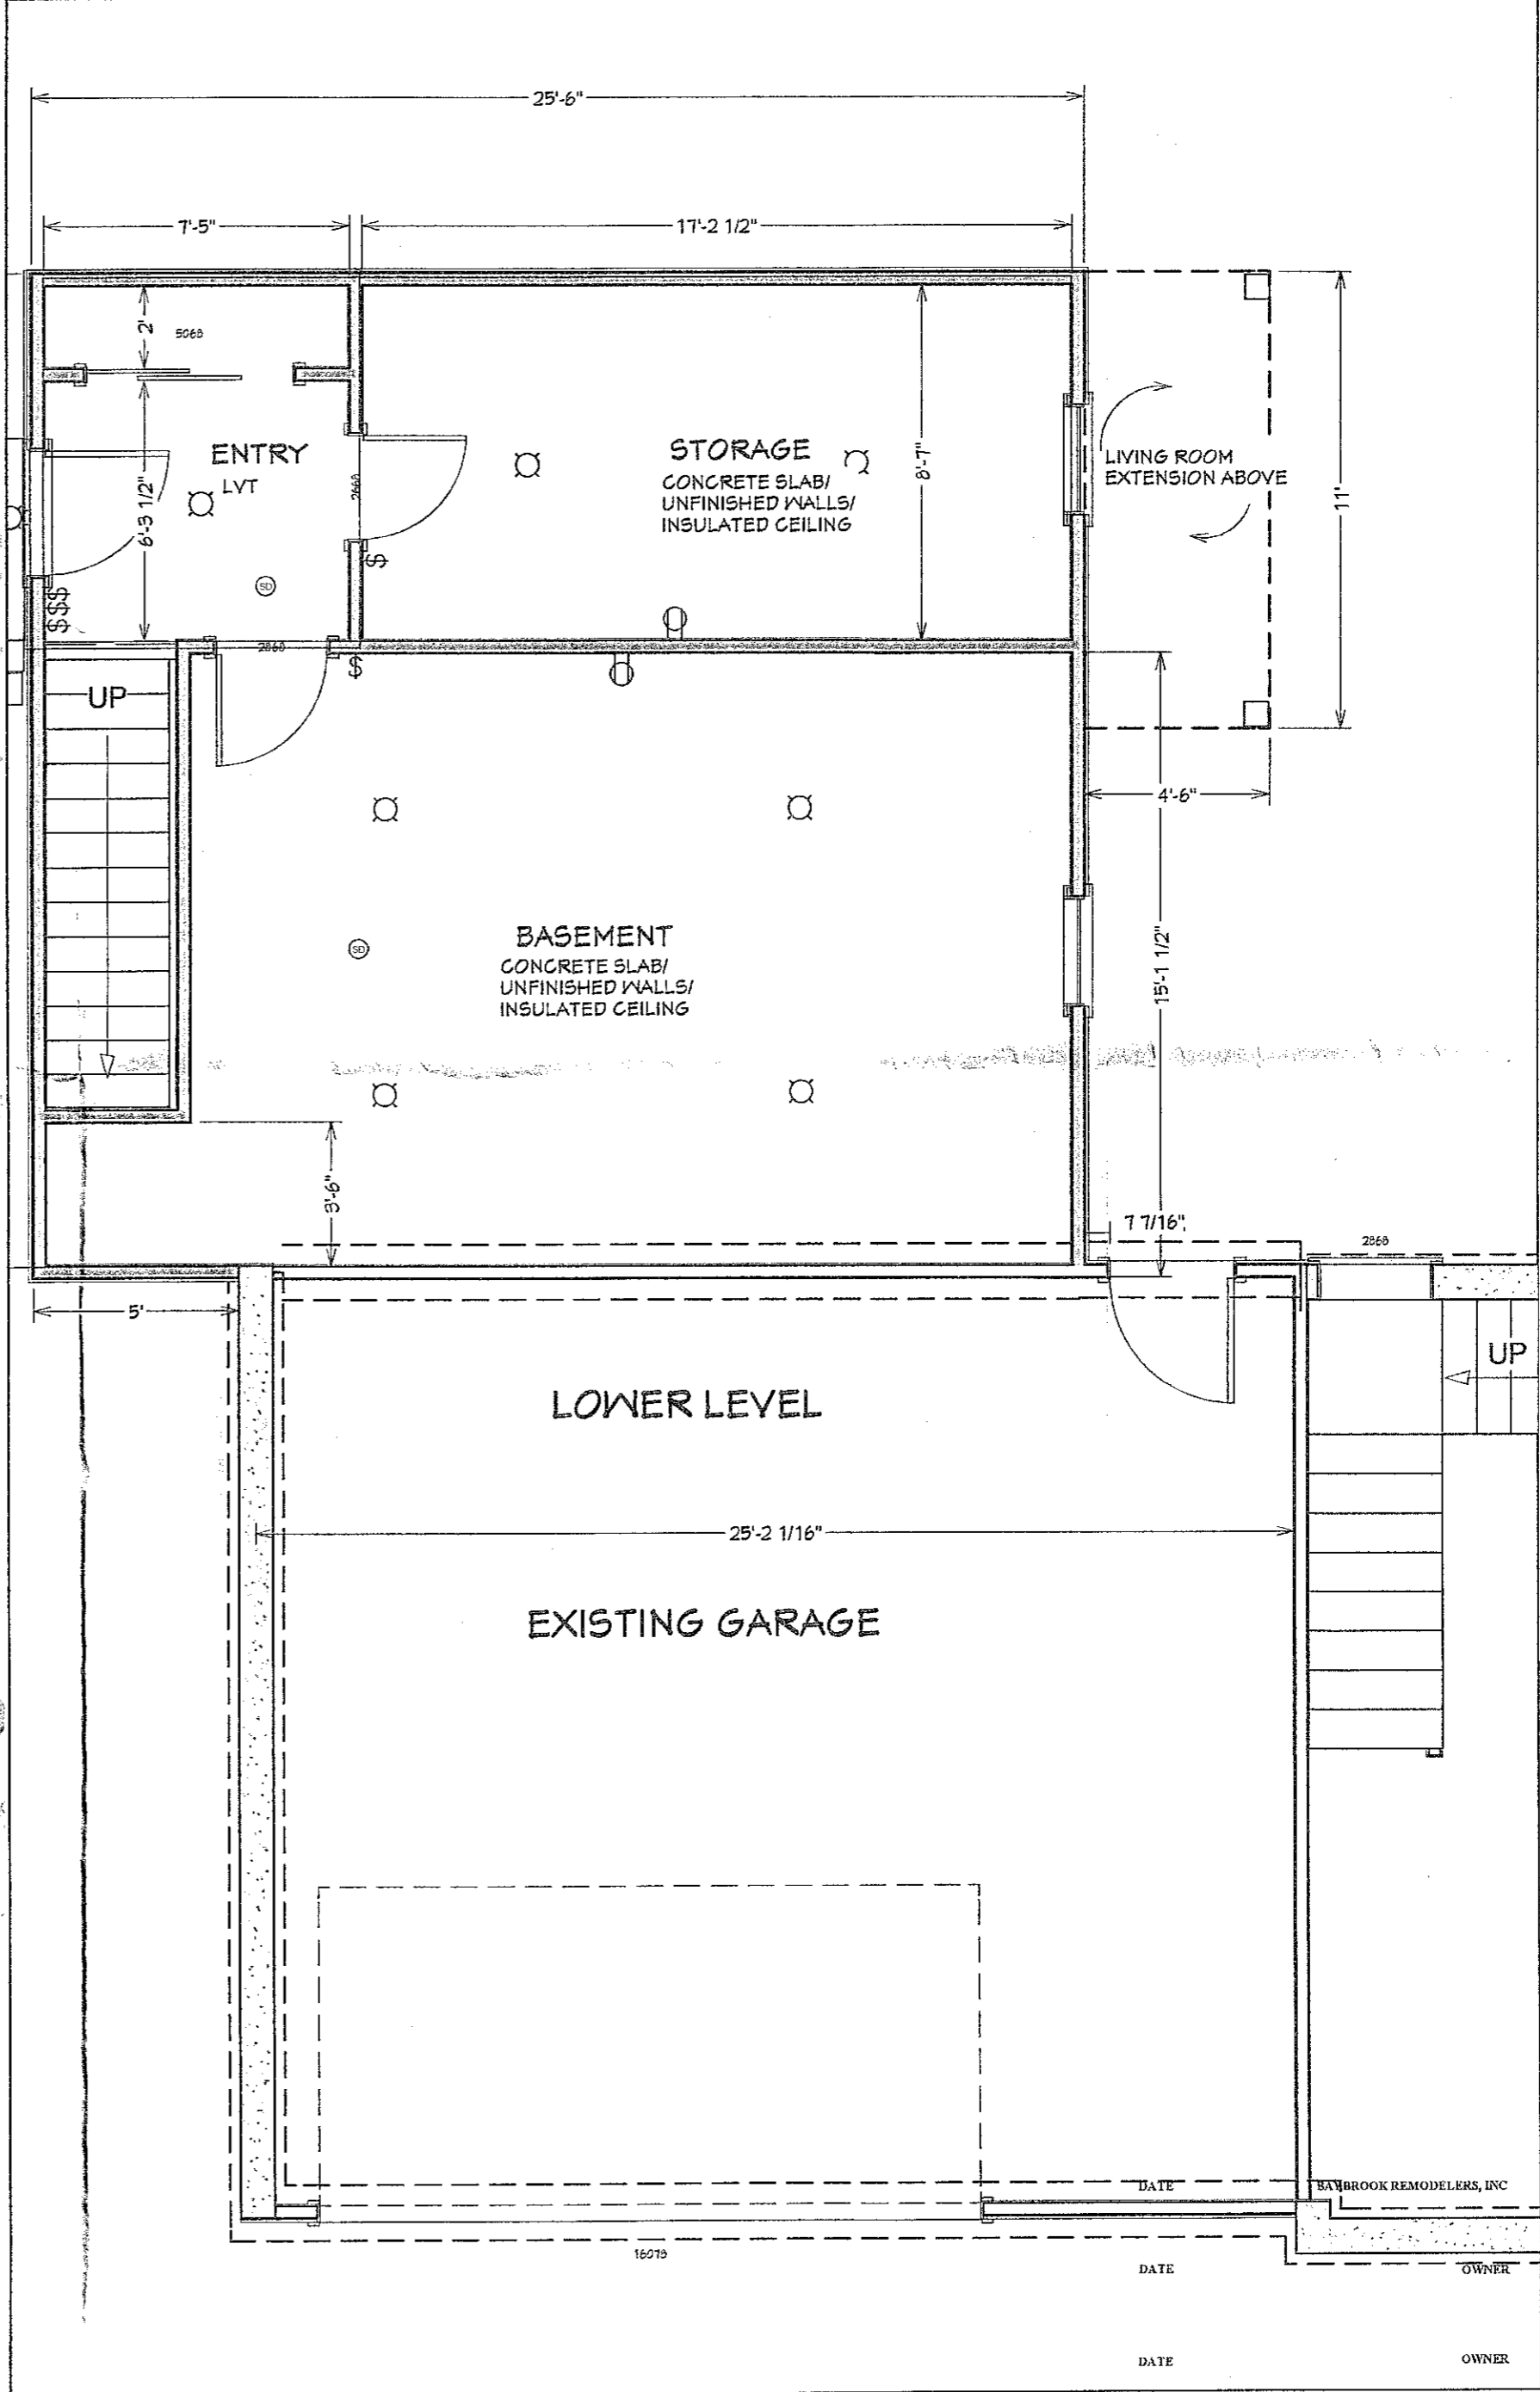 25'-6"
7'-5"
17'-2 1/2"
2'
5068
ENTRY
LVT
6'-3 1/2"
2668
STORAGE
CONCRETE SLAB/
UNFINISHED WALLS/
INSULATED CEILING
8'-7"
LIVING ROOM
EXTENSION ABOVE
11'
$
SD
$$$
2868
$
UP
4'-6"
BASEMENT
CONCRETE SLAB/
UNFINISHED WALLS/
INSULATED CEILING
SD
15'-1 1/2"
3'-6"
7 7/16"
2868
5'
UP
LOWER LEVEL
25'-2 1/16"
EXISTING GARAGE
DATE
BAYBROOK REMODELERS, INC
DATE
OWNER
DATE
OWNER